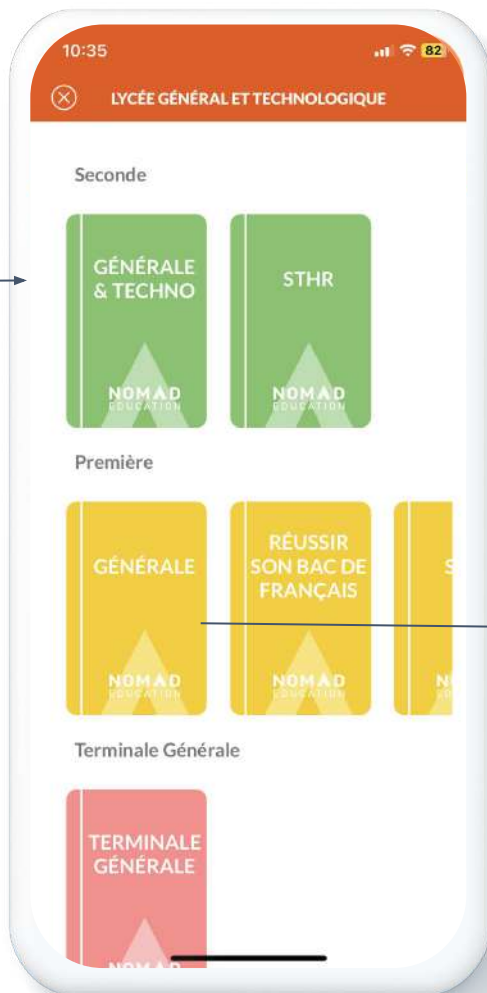 10:35
82
LYCÉE GÉNÉRAL ET TECHNOLOGIQUE
Seconde
GÉNÉRALE
& TECHNO
NOMAD
EDUCATION
STHR
NOMAD
EDUCATION
Première
GÉNÉRALE
NOMAD
EDUCATION
RÉUSSIR
SON BAC DE
FRANÇAIS
NOMAD
EDUCATION
Terminale Générale
TERMINALE
GÉNÉRALE
NOMAD